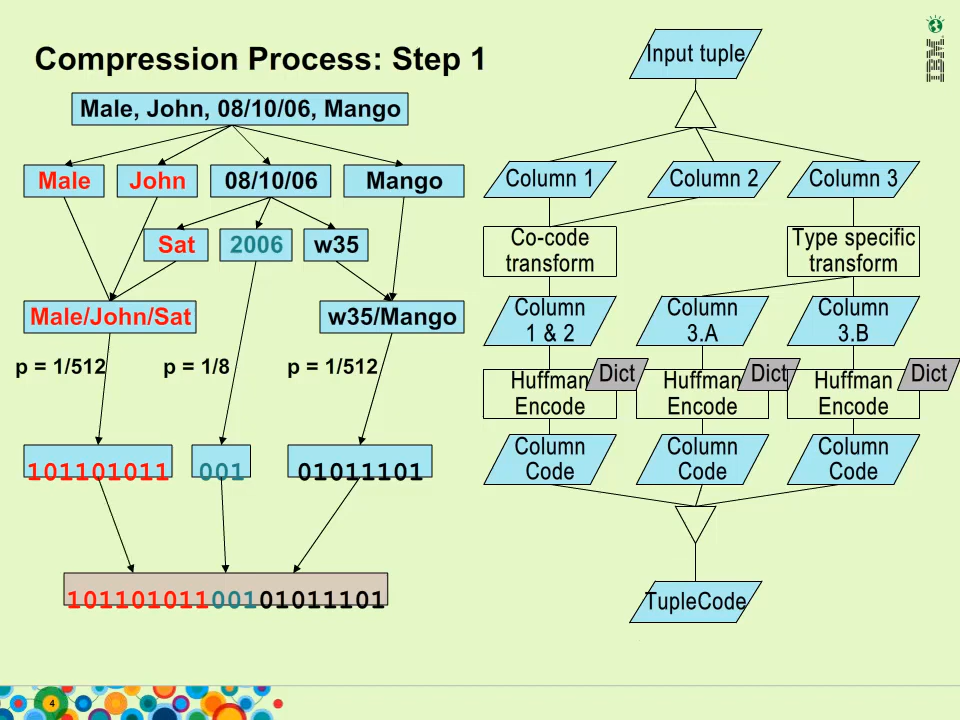 Compression Process: Step 1
IBM
Male, John, 08/10/06, Mango
Male
John
08/10/06
Mango
Sat
2006
w35
Male/John/Sat
w35/Mango
p = 1/512
p = 1/8
p = 1/512
101101011
001
01011101
10110101100101011101
Input tuple
Column 1
Column 2
Column 3
Co-code
transform
Type specific
transform
Column
1 & 2
Column
3.A
Column
3.B
Huffman
Encode
Dict
Huffman
Encode
Dict
Huffman
Encode
Dict
Column
Code
Column
Code
Column
Code
TupleCode
4